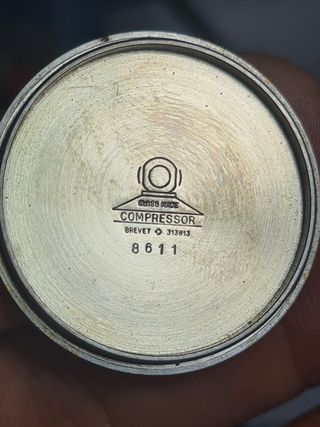 SWISS MADE
COMPRESSOR
BREVET ✥ 313813
8611